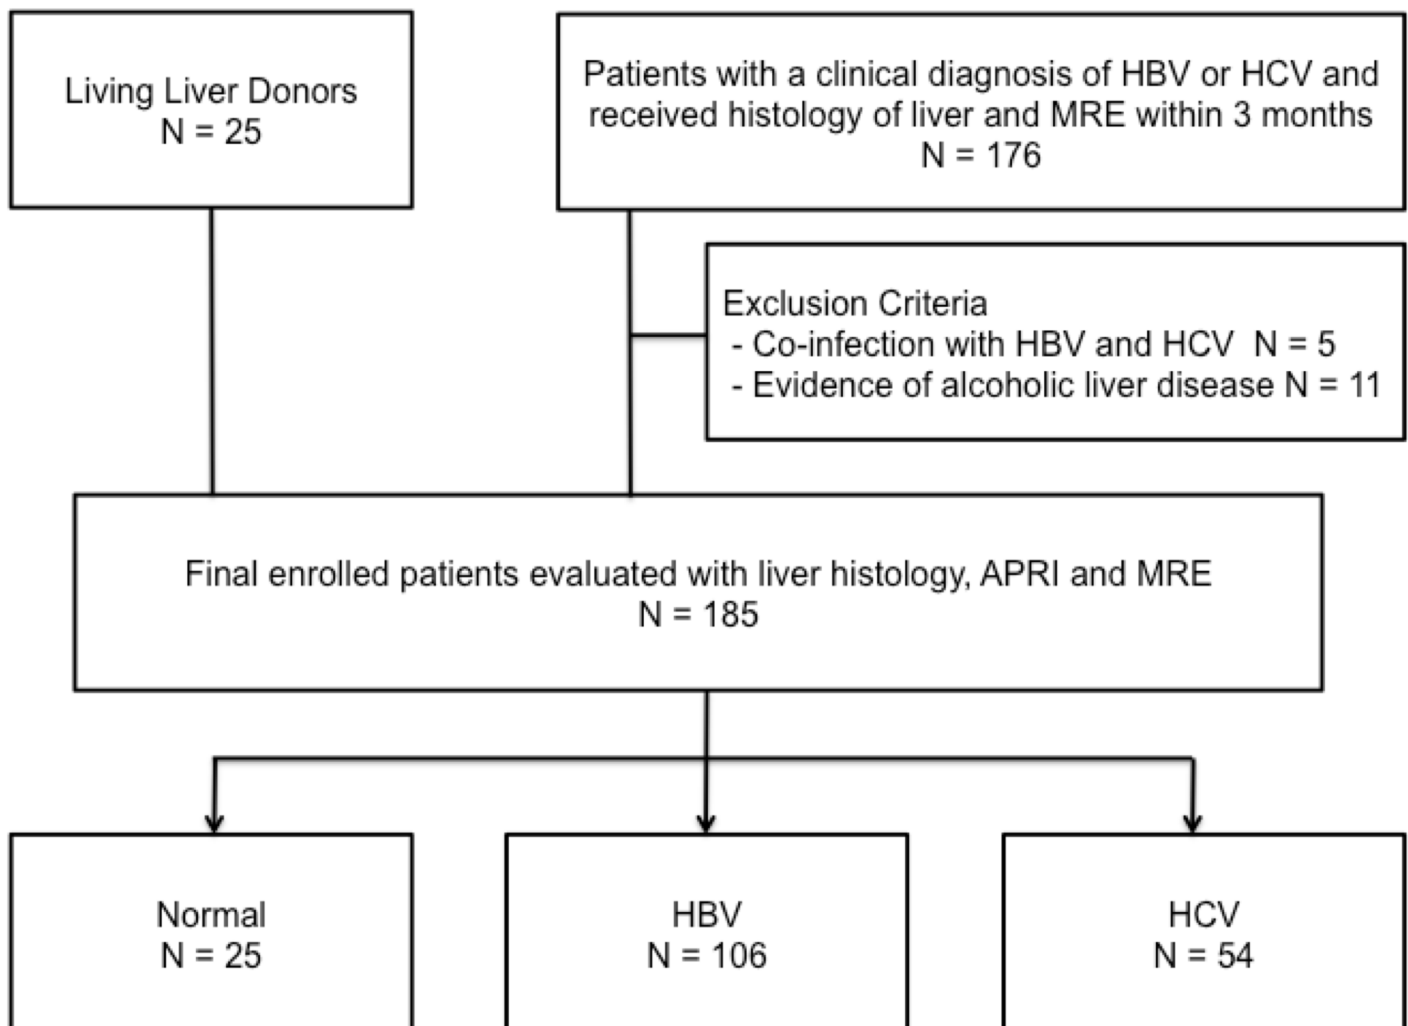 Living Liver Donors
N = 25
Patients with a clinical diagnosis of HBV or HCV and
received histology of liver and MRE within 3 months
N = 176
Exclusion Criteria
- Co-infection with HBV and HCV  N = 5
- Evidence of alcoholic liver disease N = 11
Final enrolled patients evaluated with liver histology, APRI and MRE
N = 185
Normal
N = 25
HBV
N = 106
HCV
N = 54